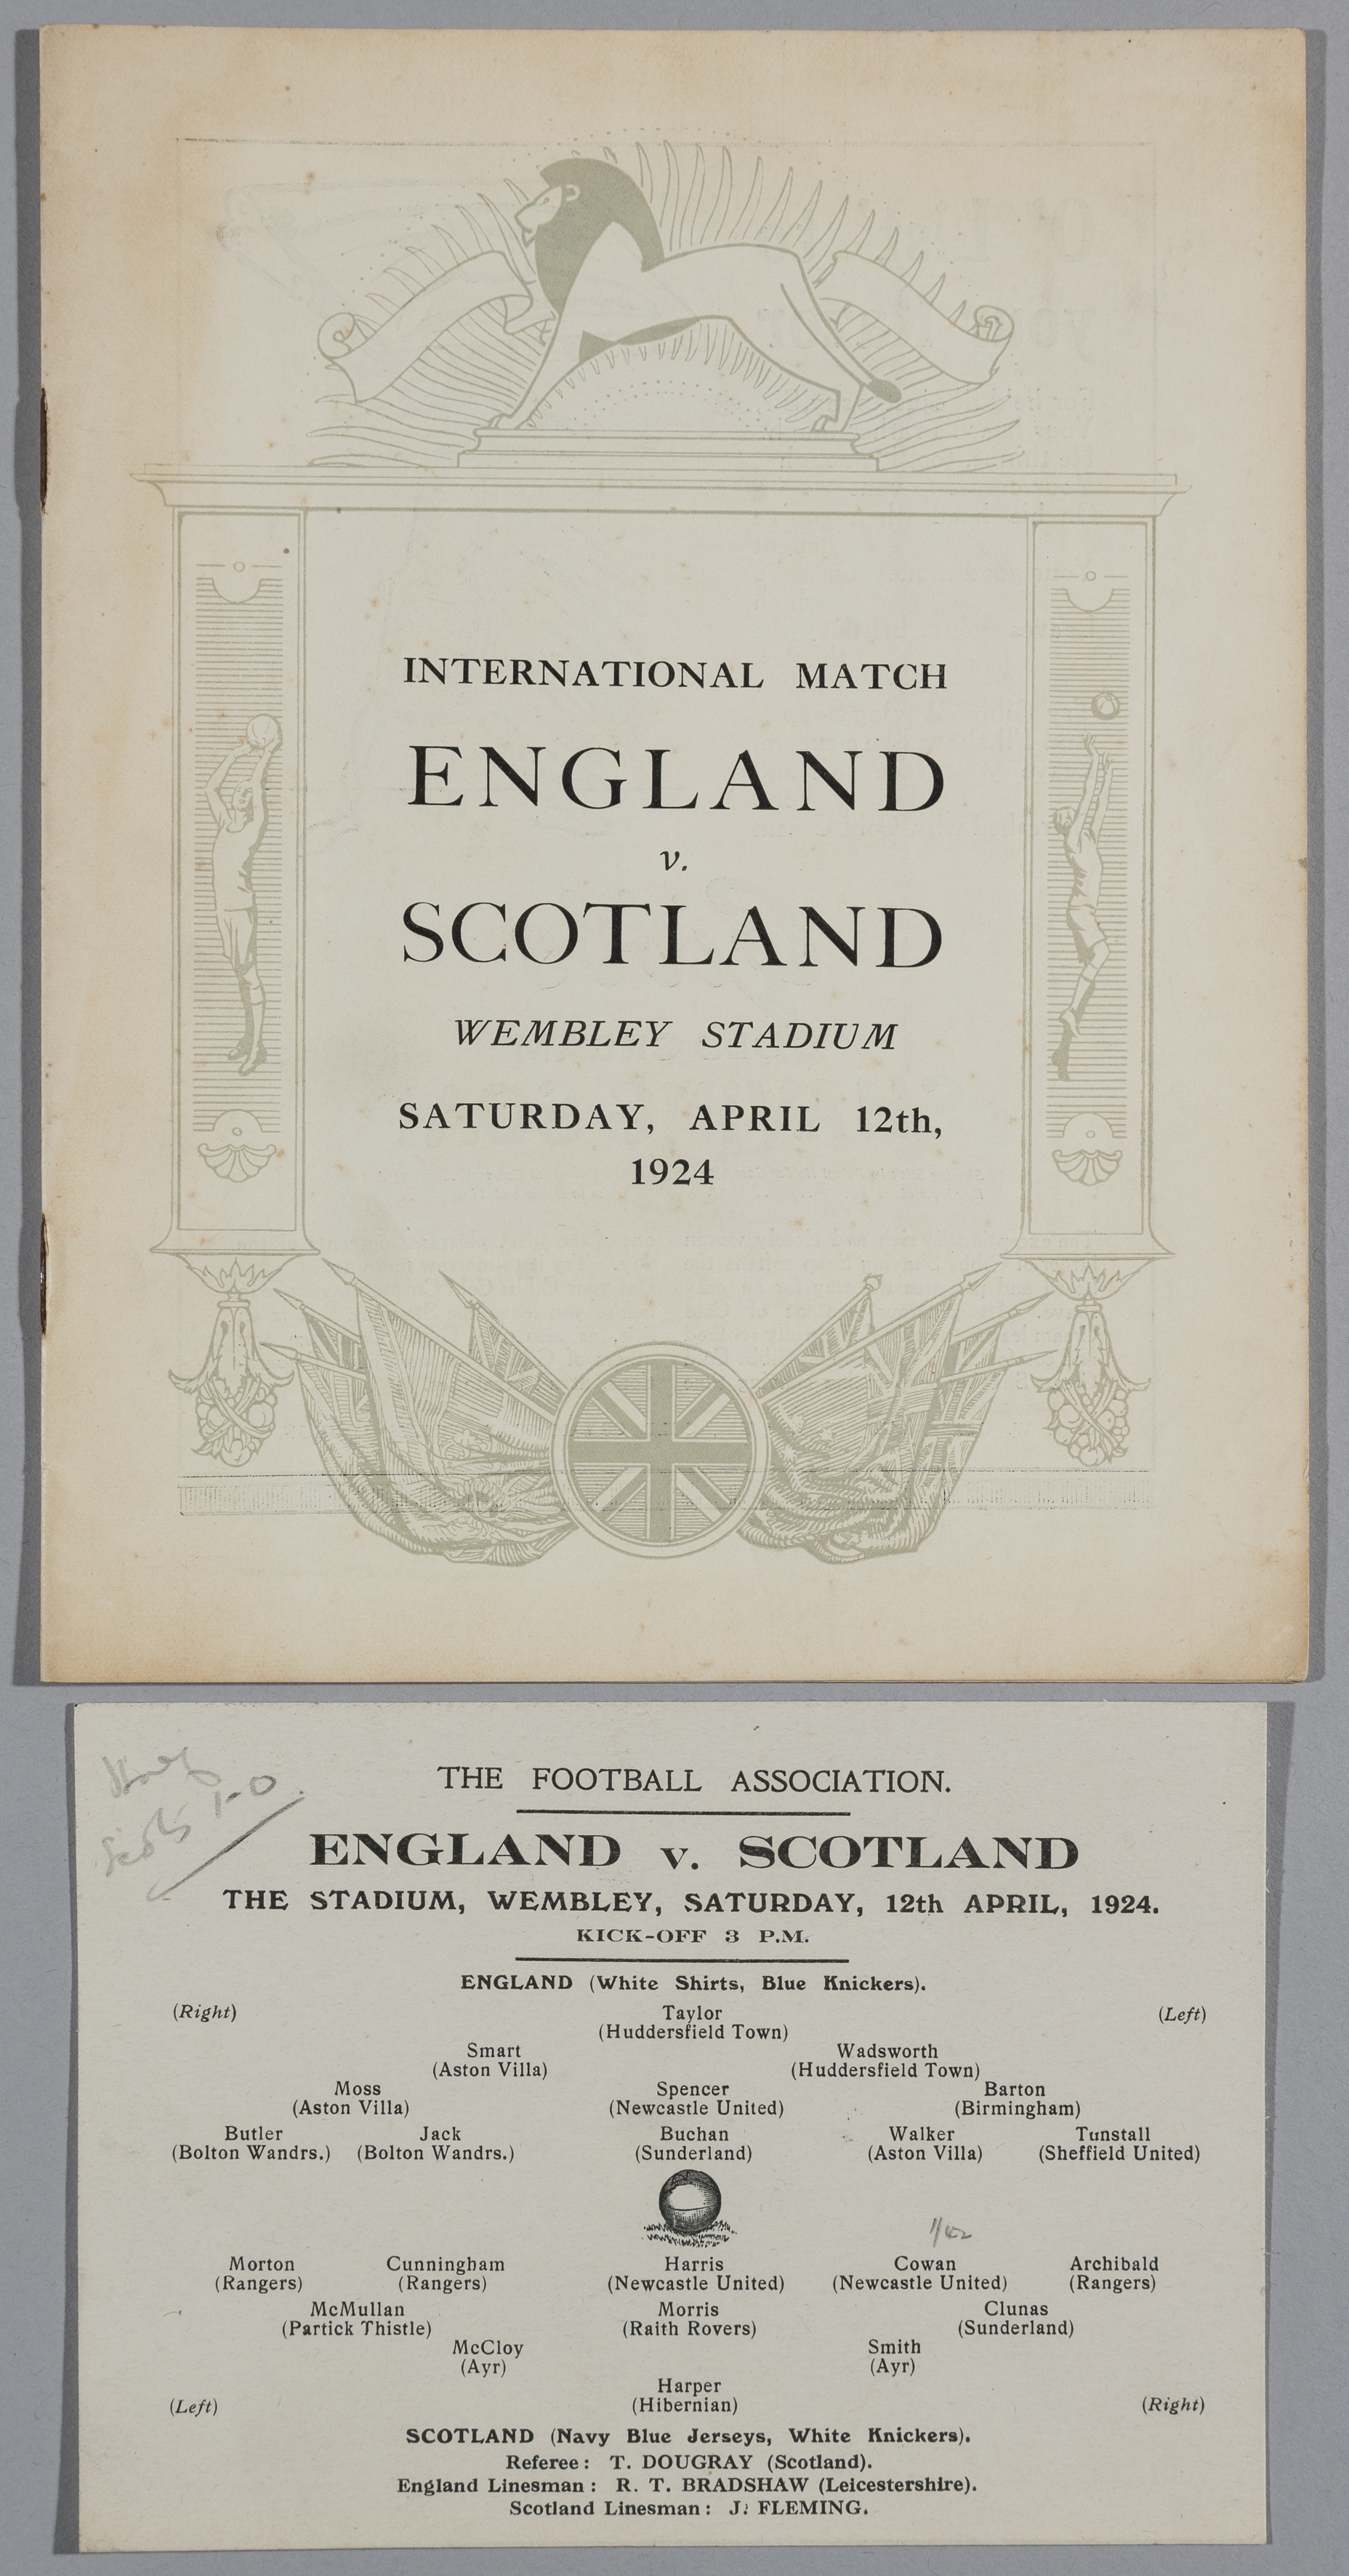 INTERNATIONAL MATCH
ENGLAND
v.
SCOTLAND
WEMBLEY STADIUM
SATURDAY, APRIL 12th,
1924
Scots 1-0
THE FOOTBALL ASSOCIATION.
ENGLAND v. SCOTLAND
THE STADIUM, WEMBLEY, SATURDAY, 12th APRIL, 1924.
KICK-OFF 3 P.M.
ENGLAND (White Shirts, Blue Knickers).
(Right) Taylor (Left)
(Huddersfield Town)
Smart Wadsworth
(Aston Villa) (Huddersfield Town)
Moss Spencer Barton
(Aston Villa) (Newcastle United) (Birmingham)
Butler Jack Buchan Walker Tunstall
(Bolton Wandrs.) (Bolton Wandrs.) (Sunderland) (Aston Villa) (Sheffield United)
Morton Cunningham Harris Cowan Archibald
(Rangers) (Rangers) (Newcastle United) (Newcastle United) (Rangers)
McMullan Morris Clunas
(Partick Thistle) (Raith Rovers) (Sunderland)
McCloy Smith
(Ayr) (Ayr)
Harper
(Left) (Hibernian) (Right)
SCOTLAND (Navy Blue Jerseys, White Knickers).
Referee: T. DOUGRAY (Scotland).
England Linesman: R. T. BRADSHAW (Leicestershire).
Scotland Linesman: J. FLEMING.